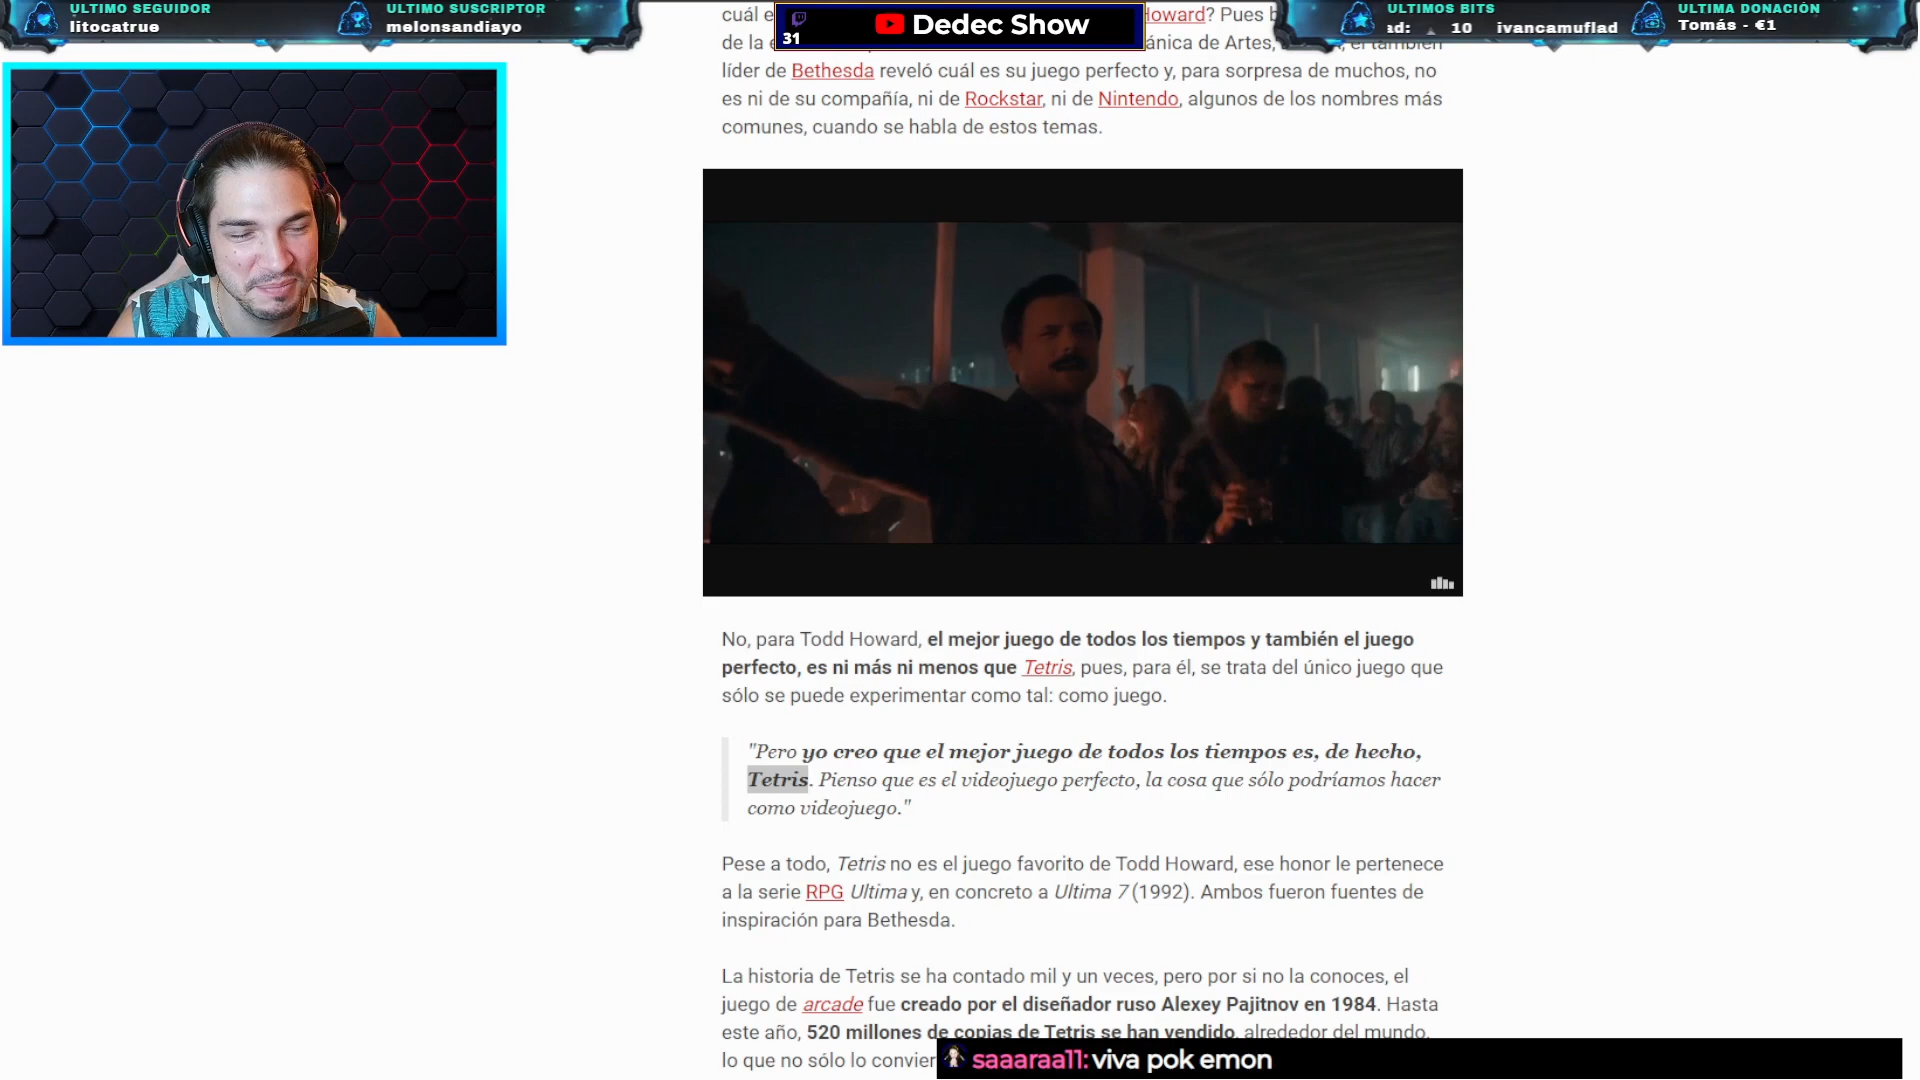 ULTIMO SEGUIDOR
litocatrue
ULTIMO SUSCRIPTOR
melonsandiayo
31
Dedec Show
ULTIMOS BITS
ad: 10 ivancamuflad
ULTIMA DONACIÓN
Tomás - €1
cuál e Howard? Pues b
de la e ánica de Artes, el también
líder de Bethesda reveló cuál es su juego perfecto y, para sorpresa de muchos, no
es ni de su compañía, ni de Rockstar, ni de Nintendo, algunos de los nombres más
comunes, cuando se habla de estos temas.
No, para Todd Howard, el mejor juego de todos los tiempos y también el juego
perfecto, es ni más ni menos que Tetris, pues, para él, se trata del único juego que
sólo se puede experimentar como tal: como juego.
"Pero yo creo que el mejor juego de todos los tiempos es, de hecho,
Tetris. Pienso que es el videojuego perfecto, la cosa que sólo podríamos hacer
como videojuego."
Pese a todo, Tetris no es el juego favorito de Todd Howard, ese honor le pertenece
a la serie RPG Ultima y, en concreto a Ultima 7 (1992). Ambos fueron fuentes de
inspiración para Bethesda.
La historia de Tetris se ha contado mil y un veces, pero por si no la conoces, el
juego de arcade fue creado por el diseñador ruso Alexey Pajitnov en 1984. Hasta
este año, 520 millones de copias de Tetris se han vendido, alrededor del mundo,
lo que no sólo lo convier
saaaraa11: viva pok emon